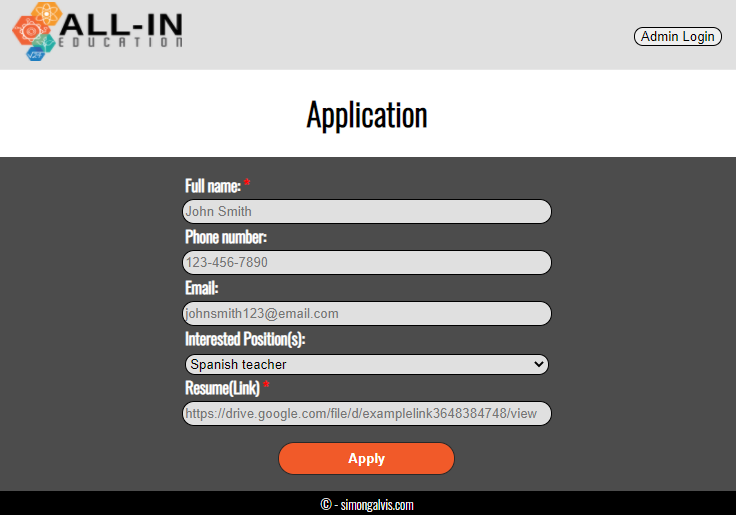 ALL-IN
EDUCATION
Admin Login
Application
Full name: *
John Smith
Phone number:
123-456-7890
Email:
johnsmith123@email.com
Interested Position(s):
Spanish teacher
Resume(Link) *
https://drive.google.com/file/d/examplelink3648384748/view
Apply
© - simongalvis.com